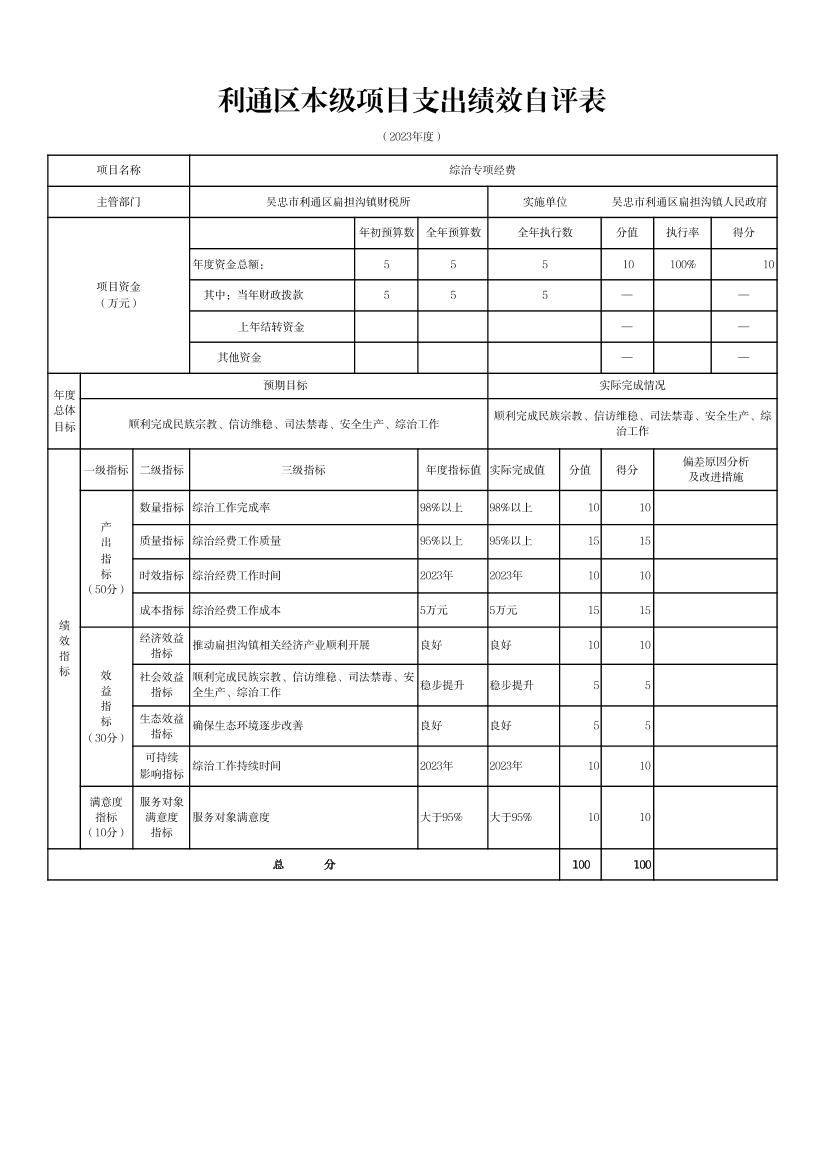 利通区本级项目支出绩效自评表
（2023年度）
项目名称 综治专项经费
主管部门 吴忠市利通区扁担沟镇财税所 实施单位 吴忠市利通区扁担沟镇人民政府
项目资金
（万元）
年初预算数 全年预算数 全年执行数 分值 执行率 得分
年度资金总额： 5 5 5 10 100% 10
其中：当年财政拨款 5 5 5 — —
上年结转资金 — —
其他资金 — —
年度
总体
目标
预期目标 实际完成情况
顺利完成民族宗教、信访维稳、司法禁毒、安全生产、综治工作
顺利完成民族宗教、信访维稳、司法禁毒、安全生产、综
治工作
绩
效
指
标
一级指标 二级指标 三级指标 年度指标值 实际完成值 分值 得分
偏差原因分析
及改进措施
产
出
指
标
（50分）
数量指标 综治工作完成率 98%以上 98%以上 10 10
质量指标 综治经费工作质量 95%以上 95%以上 15 15
时效指标 综治经费工作时间 2023年 2023年 10 10
成本指标 综治经费工作成本 5万元 5万元 15 15
效
益
指
标
（30分）
经济效益
指标
推动扁担沟镇相关经济产业顺利开展 良好 良好 10 10
社会效益
指标
顺利完成民族宗教、信访维稳、司法禁毒、安
全生产、综治工作
稳步提升 稳步提升 5 5
生态效益
指标
确保生态环境逐步改善 良好 良好 5 5
可持续
影响指标
综治工作持续时间 2023年 2023年 10 10
满意度
指标
（10分）
服务对象
满意度
指标
服务对象满意度 大于95% 大于95% 10 10
总 分 100 100